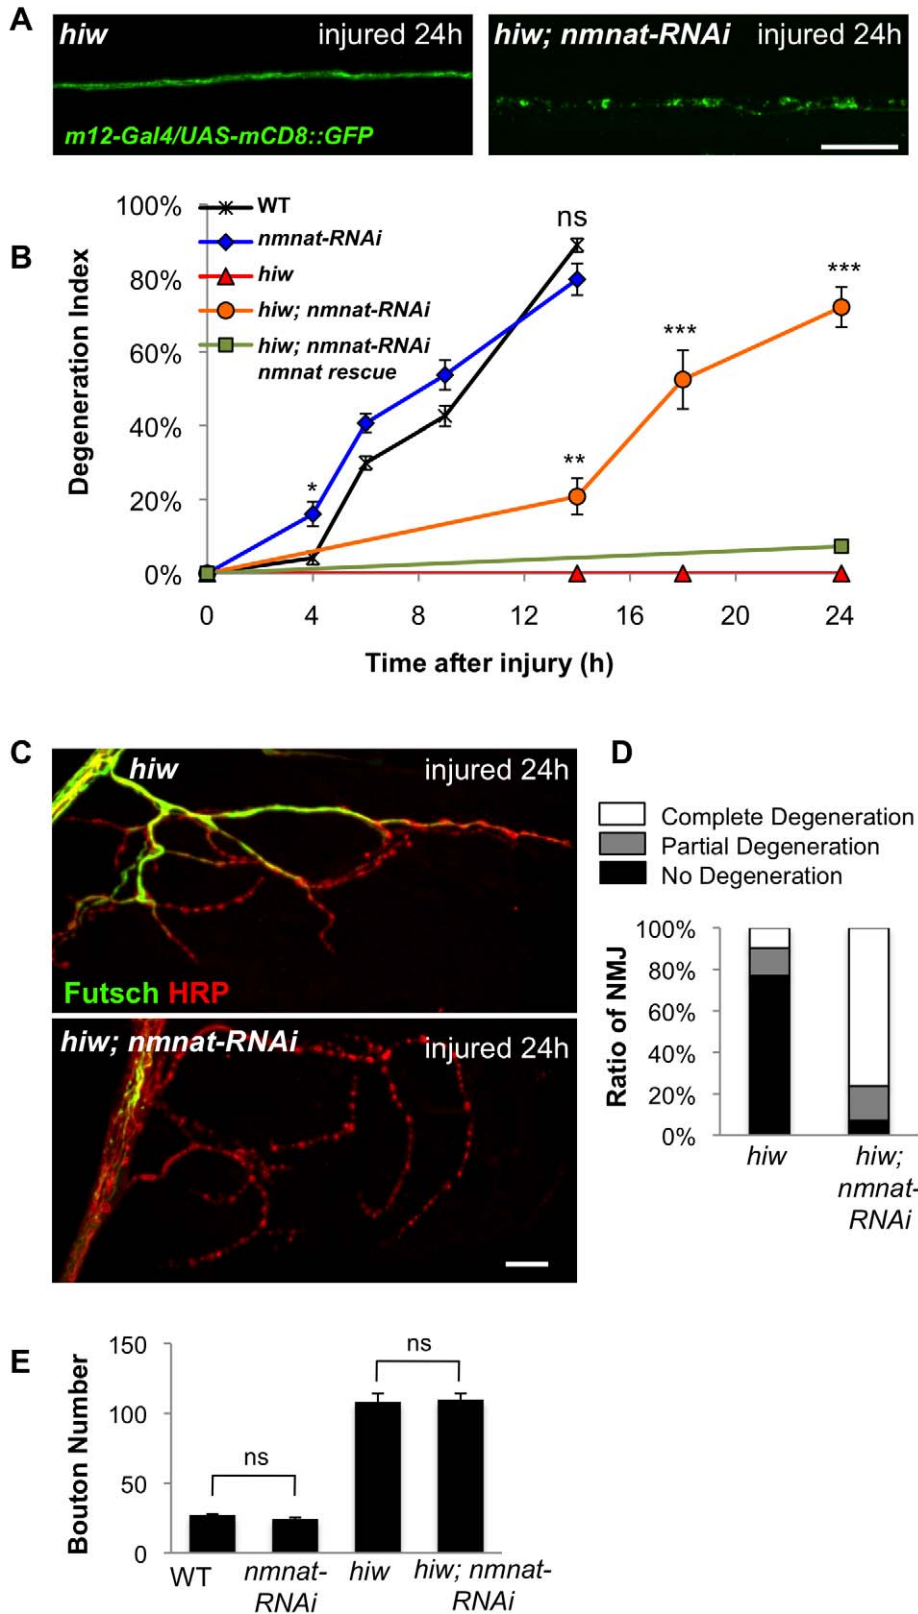 A
hiw injured 24h
m12-Gal4/UAS-mCD8::GFP
hiw; nmnat-RNAi injured 24h
B
Degeneration Index
100%
80%
60%
40%
20%
0%
WT
nmnat-RNAi
hiw
hiw; nmnat-RNAi
hiw; nmnat-RNAi
nmnat rescue
*
ns
**
***
***
0 4 8 12 16 20 24
Time after injury (h)
C
hiw injured 24h
Futsch HRP
hiw; nmnat-RNAi injured 24h
D
Complete Degeneration
Partial Degeneration
No Degeneration
Ratio of NMJ
100%
80%
60%
40%
20%
0%
hiw
hiw;
nmnat-
RNAi
E
Bouton Number
150
100
50
0
ns
ns
WT
nmnat-
RNAi
hiw
hiw; nmnat-
RNAi